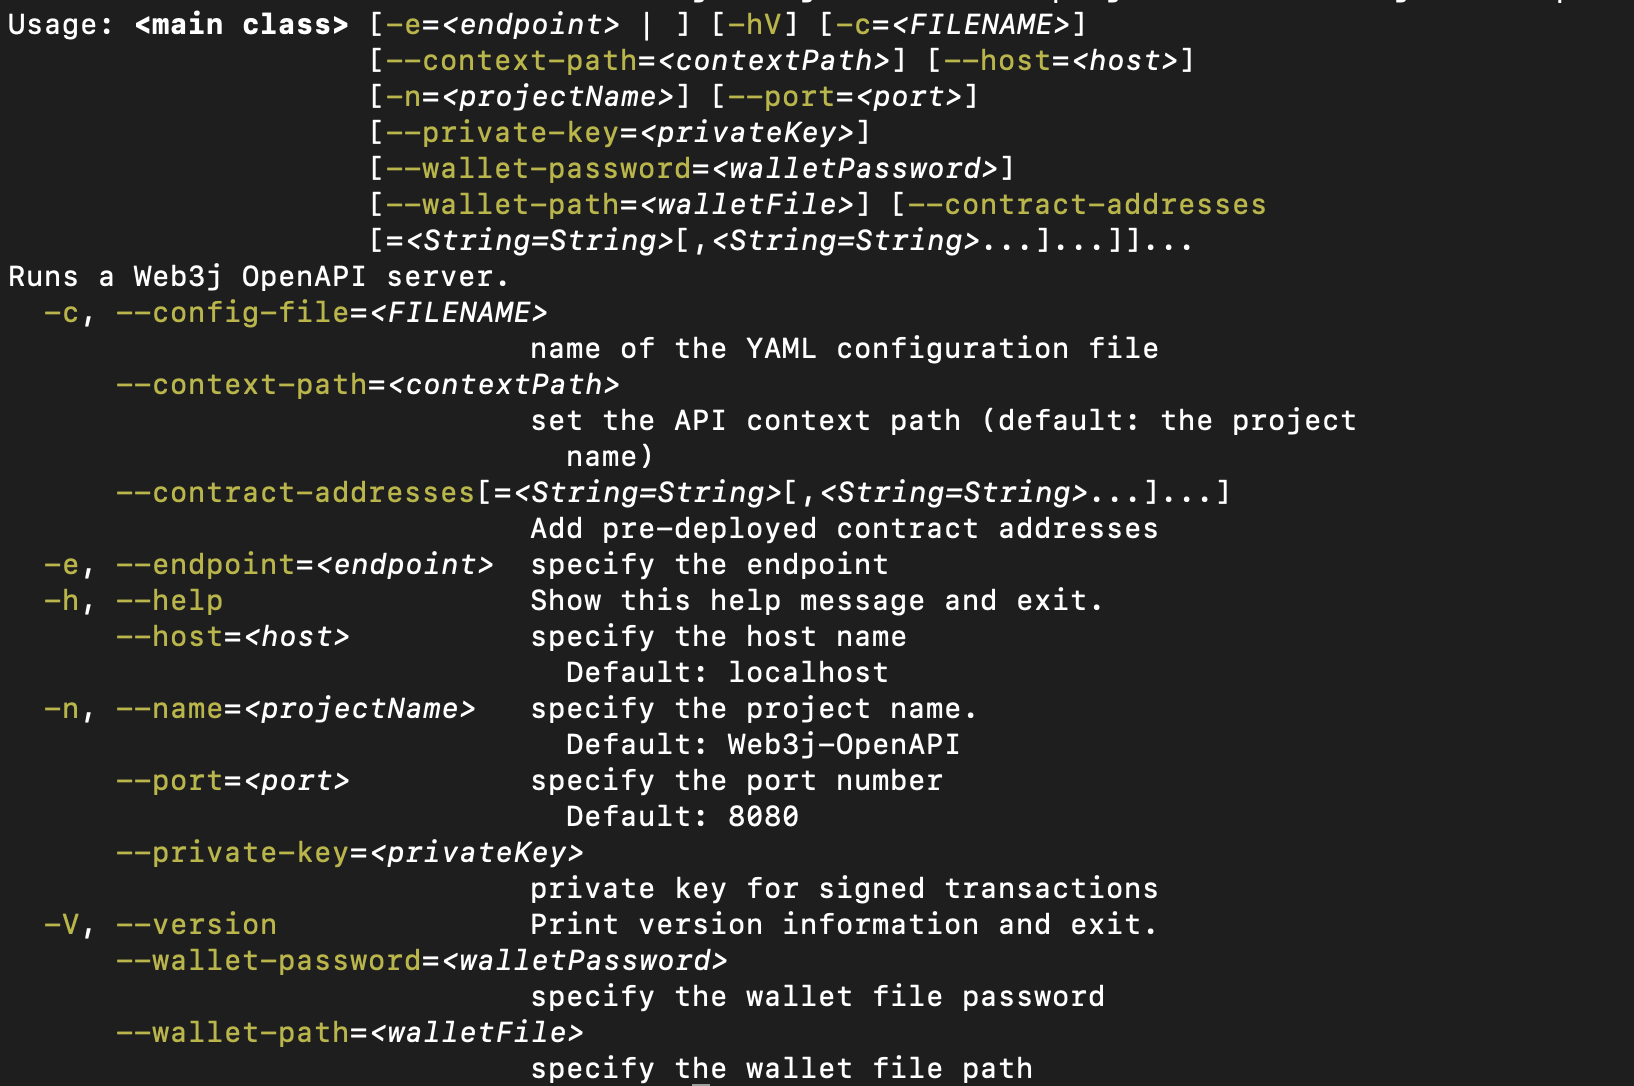 Usage: <main class> [-e=<endpoint> | ] [-hV] [-c=<FILENAME>]
[--context-path=<contextPath>] [--host=<host>]
[-n=<projectName>] [--port=<port>]
[--private-key=<privateKey>]
[--wallet-password=<walletPassword>]
[--wallet-path=<walletFile>] [--contract-addresses
[=<String=String>[,<String=String>...]...]]...
Runs a Web3j OpenAPI server.
-c, --config-file=<FILENAME>
name of the YAML configuration file
--context-path=<contextPath>
set the API context path (default: the project
name)
--contract-addresses[=<String=String>[,<String=String>...]...]
Add pre-deployed contract addresses
-e, --endpoint=<endpoint> specify the endpoint
-h, --help Show this help message and exit.
--host=<host> specify the host name
Default: localhost
-n, --name=<projectName> specify the project name.
Default: Web3j-OpenAPI
--port=<port> specify the port number
Default: 8080
--private-key=<privateKey>
private key for signed transactions
-V, --version Print version information and exit.
--wallet-password=<walletPassword>
specify the wallet file password
--wallet-path=<walletFile>
specify the wallet file path